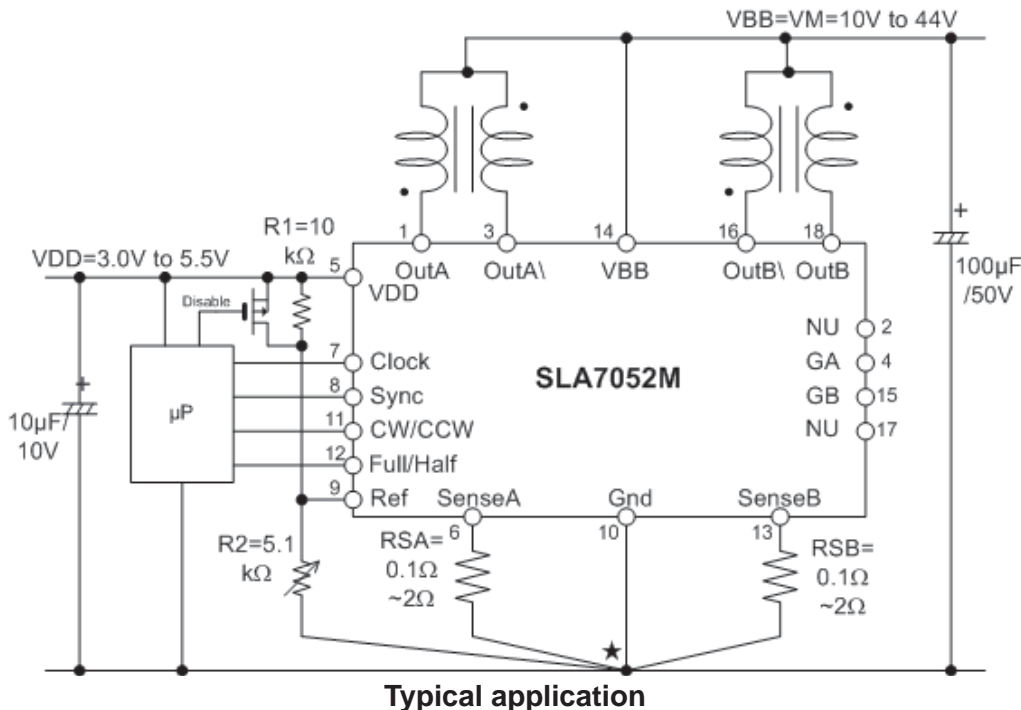 VBB=VM=10V to 44V
R1=10
kΩ
1
3
14
16
18
VDD=3.0V to 5.5V
5
OutA
OutA\
VBB
OutB\
OutB
+
100µF
/50V
VDD
Disable
NU
2
7
Clock
GA
4
SLA7052M
8
Sync
GB
15
+
10µF/
10V
µP
11
CW/CCW
NU
17
12
Full/Half
9
Ref
SenseA
Gnd
SenseB
6
10
13
R2=5.1
kΩ
RSA=
0.1Ω
~2Ω
RSB=
0.1Ω
~2Ω
★
Typical application